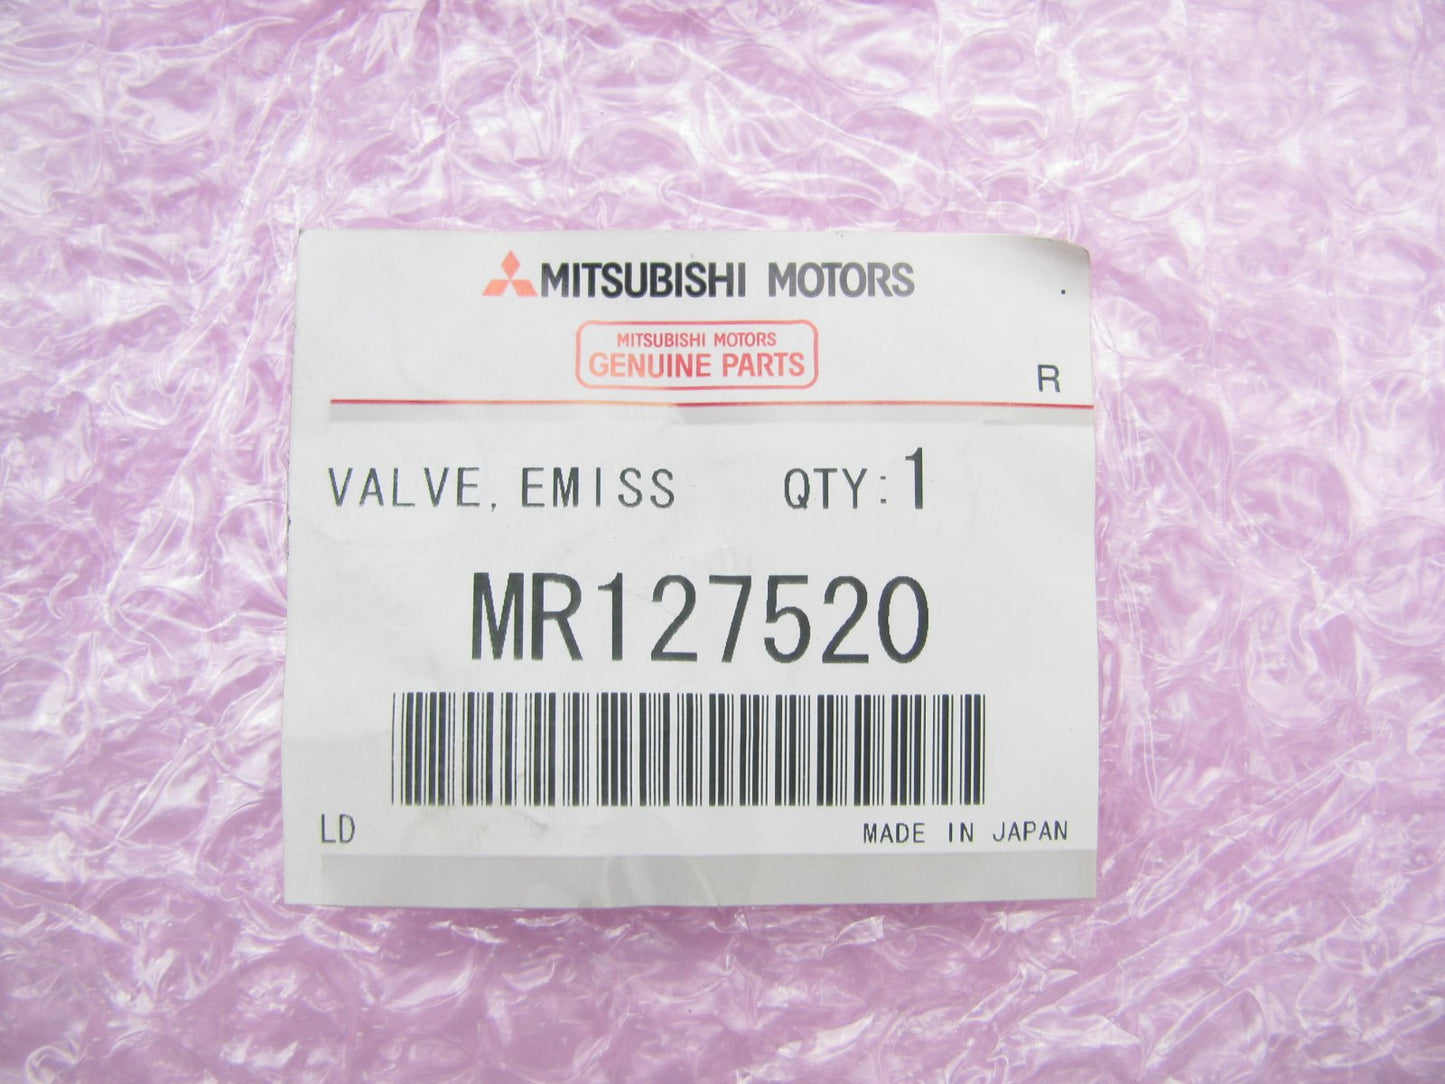 MITSUBISHI MOTORS
MITSUBISHI MOTORS
GENUINE PARTS
R
VALVE, EMISS QTY:1
MR127520
LD MADE IN JAPAN